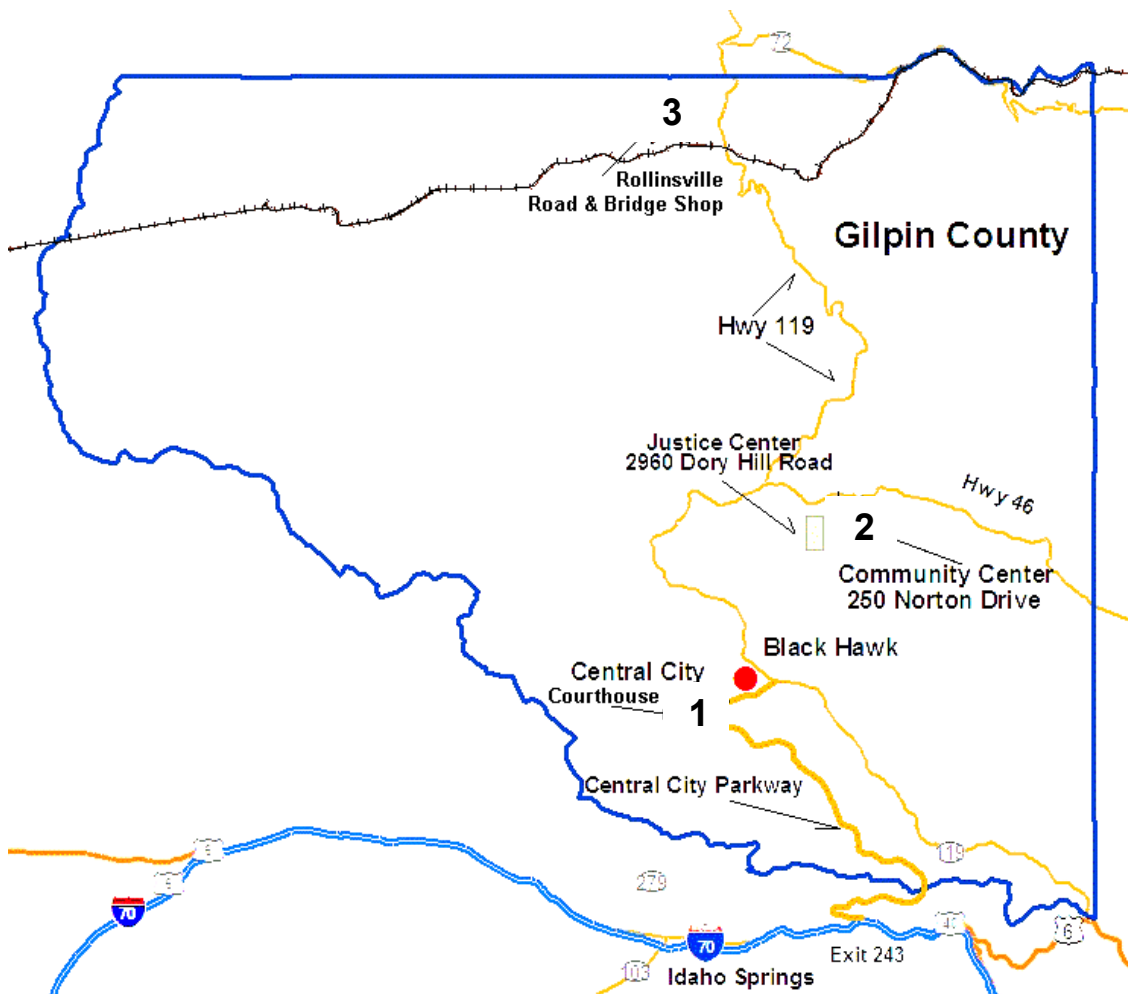 72
3
Rollinsville
Road & Bridge Shop
Gilpin County
Hwy 119
Justice Center
2960 Dory Hill Road
Hwy 46
2
Community Center
250 Norton Drive
Black Hawk
Central City
Courthouse
1
Central City Parkway
119
6
6
279
70
40
6
70
Exit 243
103
Idaho Springs